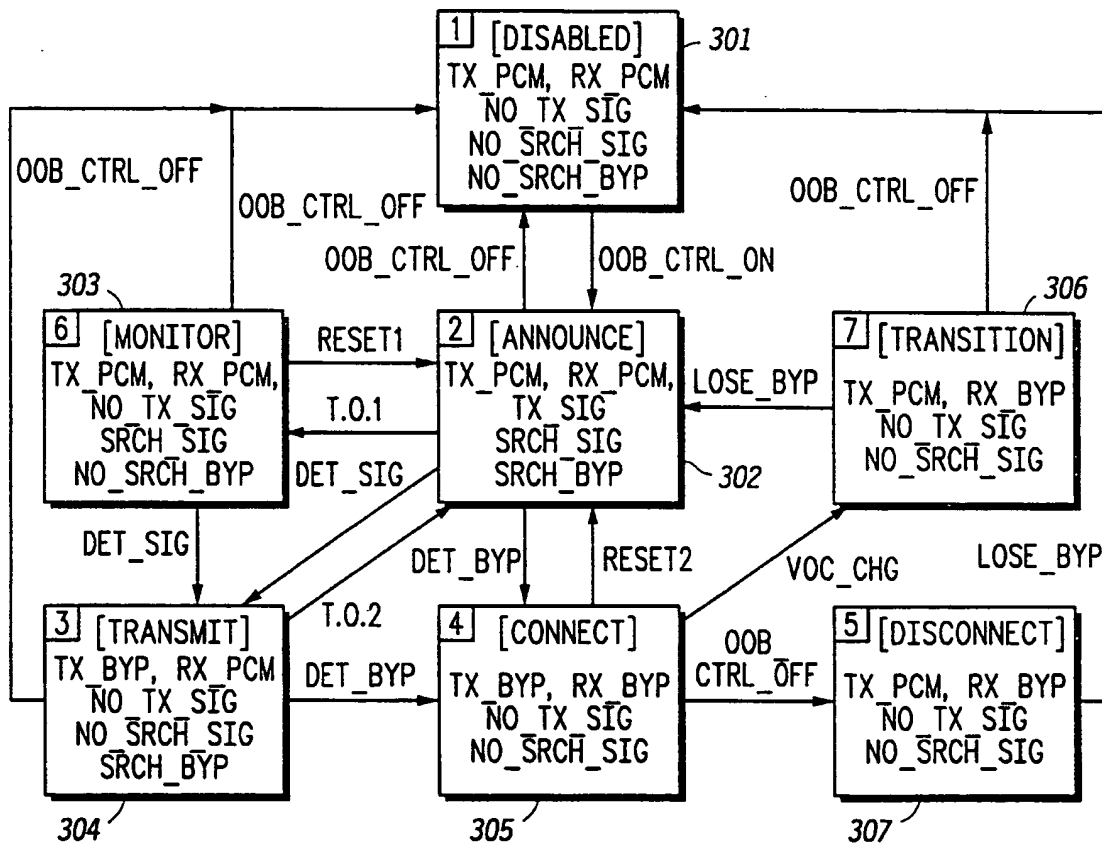 1 [DISABLED]
TX_PCM, RX_PCM
NO_TX_SIG
NO_SRCH_SIG
NO_SRCH_BYP
301
OOB_CTRL_OFF
OOB_CTRL_OFF
OOB_CTRL_OFF
OOB_CTRL_ON
OOB_CTRL_OFF
303
6 [MONITOR]
TX_PCM, RX_PCM,
NO_TX_SIG
SRCH_SIG
NO_SRCH_BYP
RESET1
T.O.1
DET_SIG
2 [ANNOUNCE]
TX_PCM, RX_PCM,
TX_SIG
SRCH_SIG
SRCH_BYP
302
LOSE_BYP
306
7 [TRANSITION]
TX_PCM, RX_BYP
NO_TX_SIG
NO_SRCH_SIG
DET_SIG
T.O.2
DET_BYP
RESET2
VOC_CHG
LOSE_BYP
3 [TRANSMIT]
TX_BYP, RX_PCM
NO_TX_SIG
NO_SRCH_SIG
SRCH_BYP
304
DET_BYP
4 [CONNECT]
TX_BYP, RX_BYP
NO_TX_SIG
NO_SRCH_SIG
305
OOB_
CTRL_OFF
5 [DISCONNECT]
TX_PCM, RX_BYP
NO_TX_SIG
NO_SRCH_SIG
307